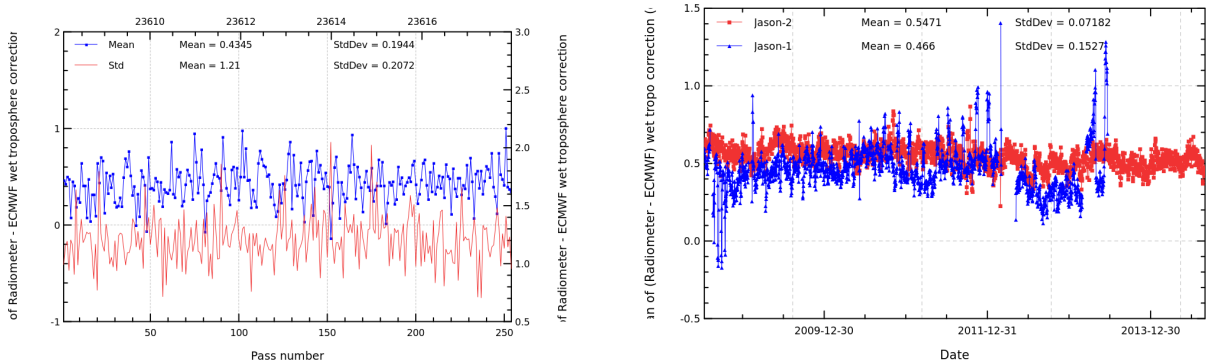 23610 23612 23614 23616
Mean Mean = 0.4345 StdDev = 0.1944
Std Mean = 1.21 StdDev = 0.2072
of Radiometer - ECMWF wet troposphere correction
2
1
0
-1
3.0
2.5
2.0
1.5
1.0
0.5
of Radiometer - ECMWF wet troposphere correction
50 100 150 200 250
Pass number
an of (Radiometer - ECMWF) wet tropo correction (
1.5
1.0
0.5
0.0
-0.5
Jason-2 Mean = 0.5471 StdDev = 0.07182
Jason-1 Mean = 0.466 StdDev = 0.1527
2009-12-30 2011-12-31 2013-12-30
Date